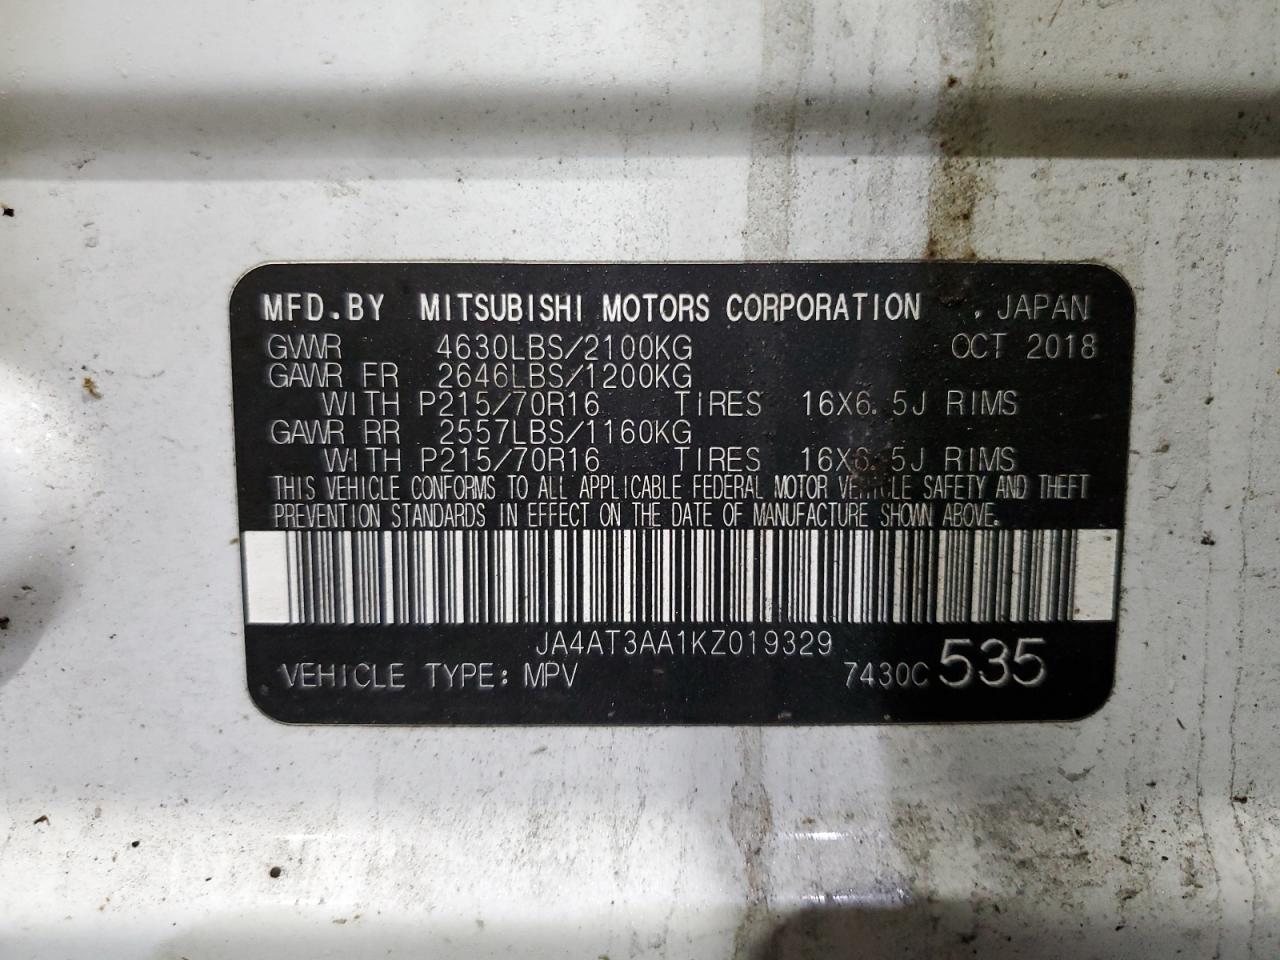 MFD.BY MITSUBISHI MOTORS CORPORATION , JAPAN
GVWR 4630LBS/2100KG OCT 2018
GAWR FR 2646LBS/1200KG
WITH P215/70R16 TIRES 16X6.5J RIMS
GAWR RR 2557LBS/1160KG
WITH P215/70R16 TIRES 16X6.5J RIMS
THIS VEHICLE CONFORMS TO ALL APPLICABLE FEDERAL MOTOR VEHICLE SAFETY AND THEFT
PREVENTION STANDARDS IN EFFECT ON THE DATE OF MANUFACTURE SHOWN ABOVE.
JA4AT3AA1KZ019329
VEHICLE TYPE: MPV 7430C 535